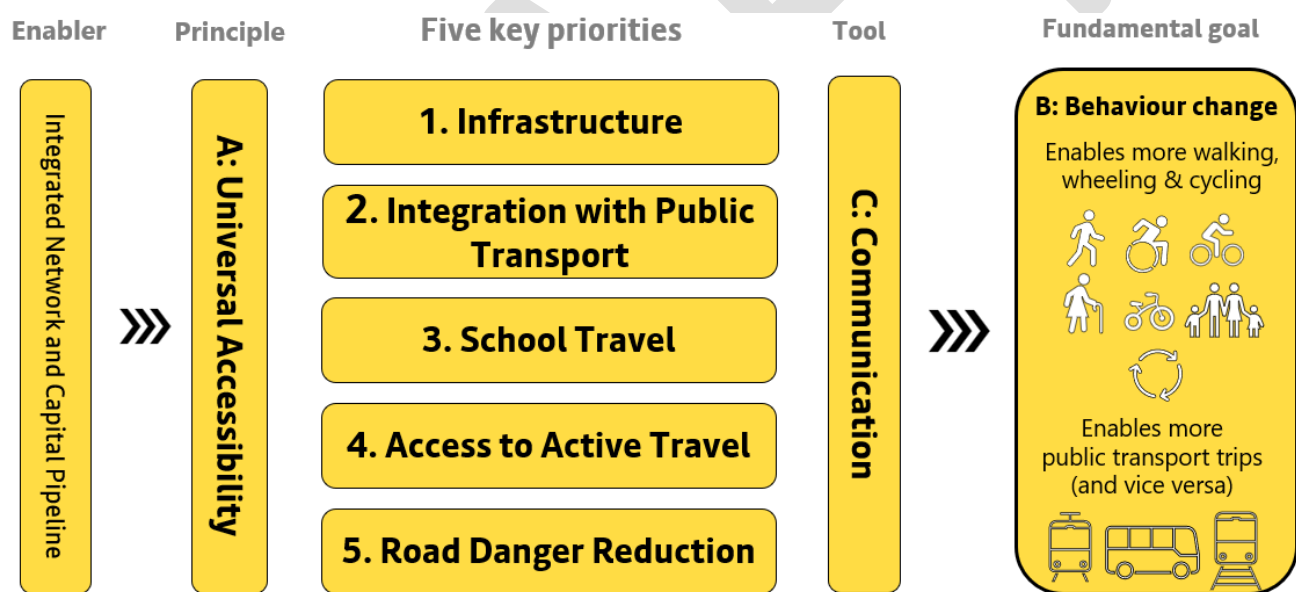 Enabler
Principle
Five key priorities
Tool
Fundamental goal
Integrated Network and Capital Pipeline
A: Universal Accessibility
1. Infrastructure
2. Integration with Public
Transport
3. School Travel
4. Access to Active Travel
5. Road Danger Reduction
C: Communication
B: Behaviour change
Enables more walking,
wheeling & cycling
Enables more
public transport trips
(and vice versa)